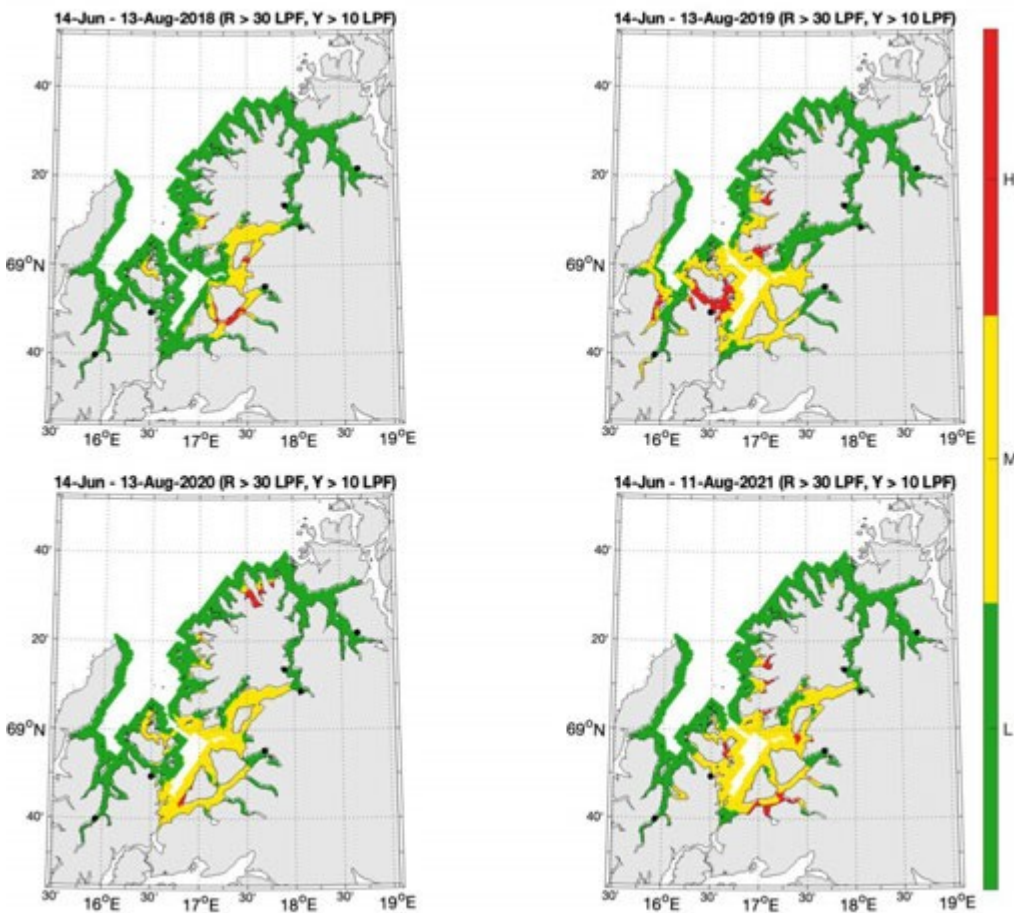 14-Jun - 13-Aug-2018 (R > 30 LPF, Y > 10 LPF)
40'
20'
69°N
40'
30' 16°E 30' 17°E 30' 18°E 30' 19°E
14-Jun - 13-Aug-2019 (R > 30 LPF, Y > 10 LPF)
40'
20'
69°N
40'
30' 16°E 30' 17°E 30' 18°E 30' 19°E
14-Jun - 13-Aug-2020 (R > 30 LPF, Y > 10 LPF)
40'
20'
69°N
40'
30' 16°E 30' 17°E 30' 18°E 30' 19°E
14-Jun - 11-Aug-2021 (R > 30 LPF, Y > 10 LPF)
40'
20'
69°N
40'
30' 16°E 30' 17°E 30' 18°E 30' 19°E
H
M
L